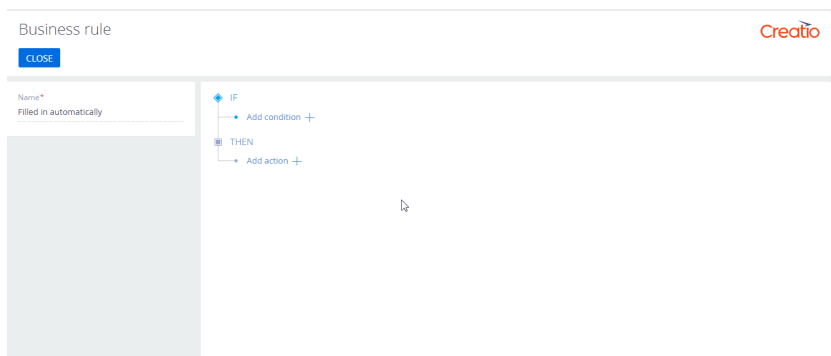 Business rule
Creatio
CLOSE
Name*
Filled in automatically
IF
Add condition
THEN
Add action